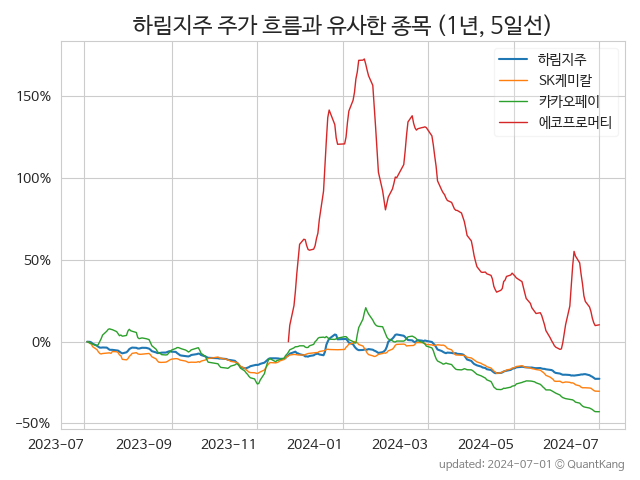 하림지주 주가 흐름과 유사한 종목 (1년, 5일선)
하림지주
SK케미칼
카카오페이
에코프로머티
150%
100%
50%
0%
−50%
2023-07
2023-09
2023-11
2024-01
2024-03
2024-05
2024-07
updated: 2024-07-01 © QuantKang